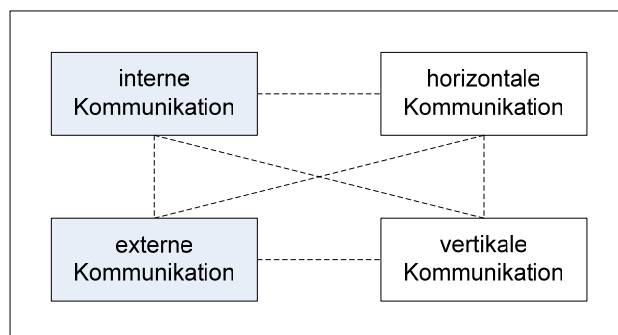 interne
Kommunikation
horizontale
Kommunikation
externe
Kommunikation
vertikale
Kommunikation